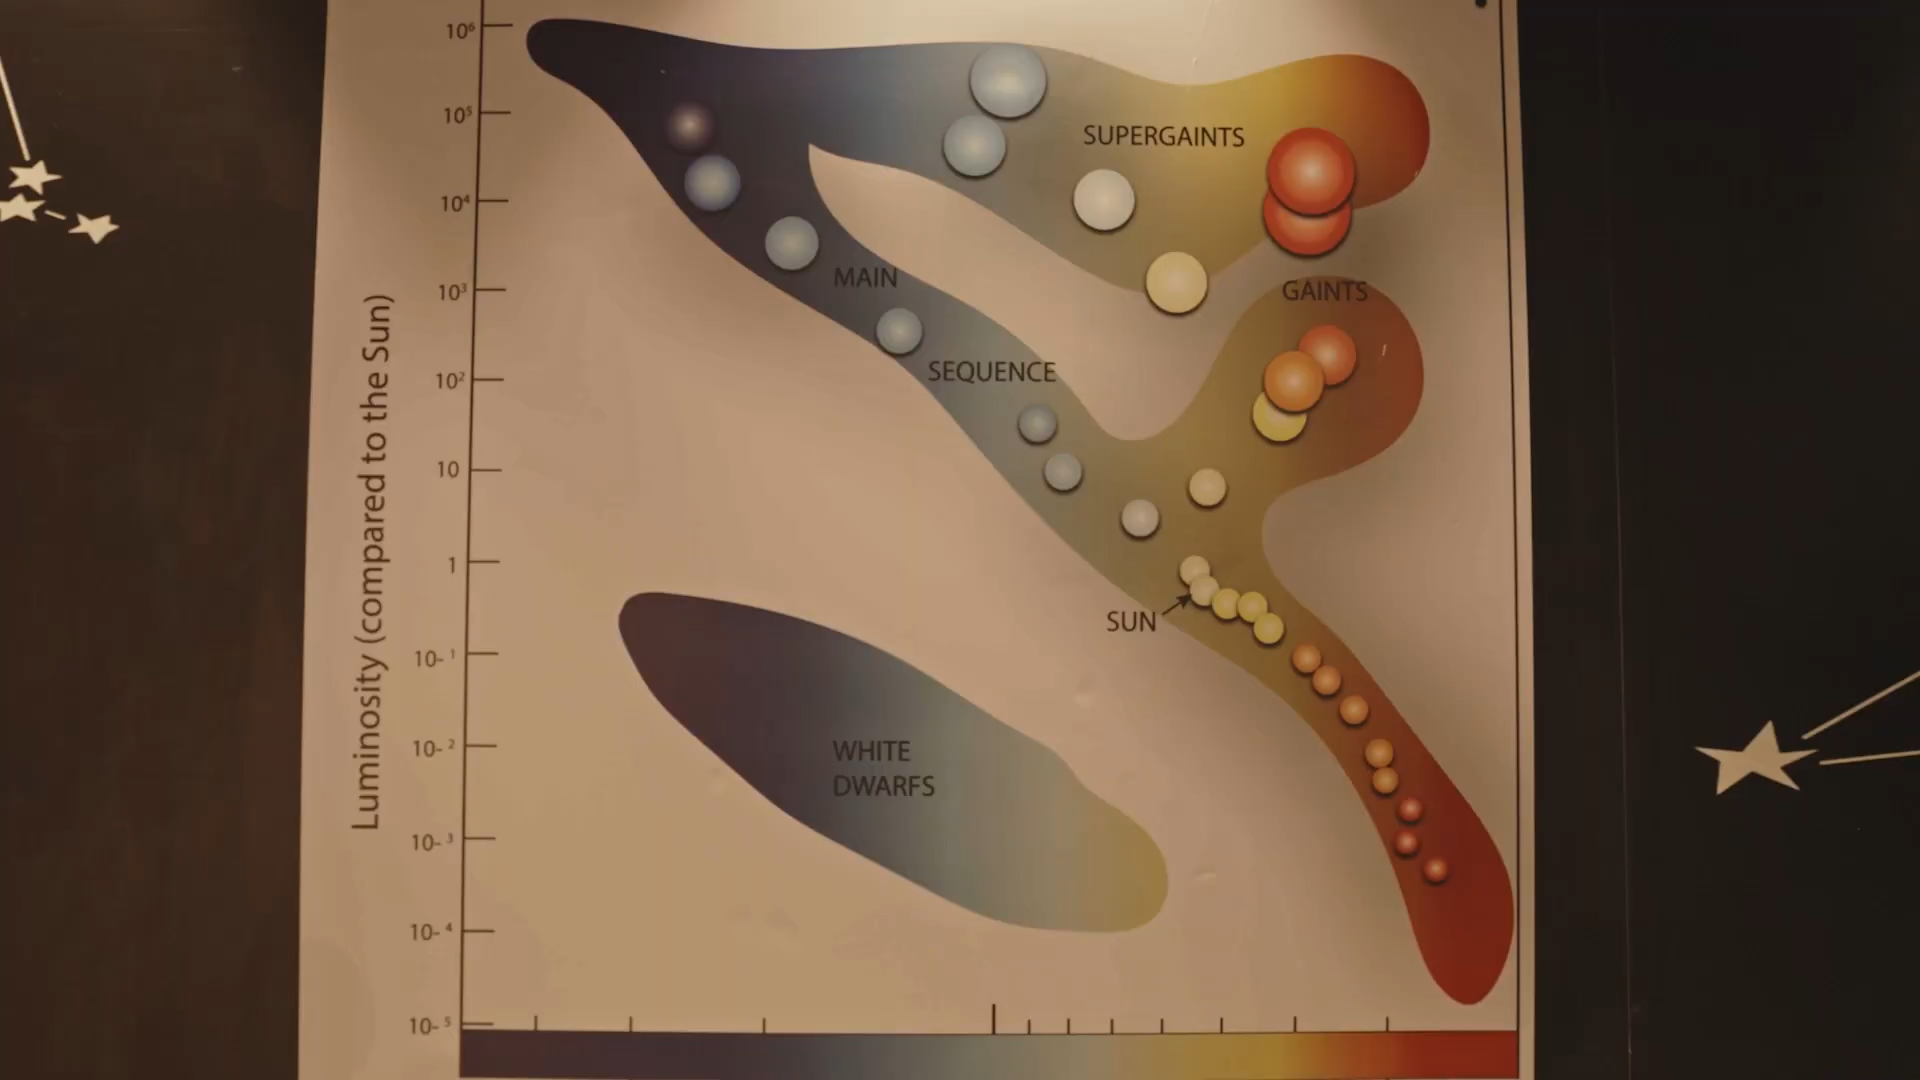 10⁶
10⁵
SUPERGAINTS
10⁴
MAIN
10³
GAINTS
SEQUENCE
10²
Luminosity (compared to the Sun)
10
1
SUN
10-¹
WHITE
DWARFS
10-²
10-³
10-⁴
10-⁵